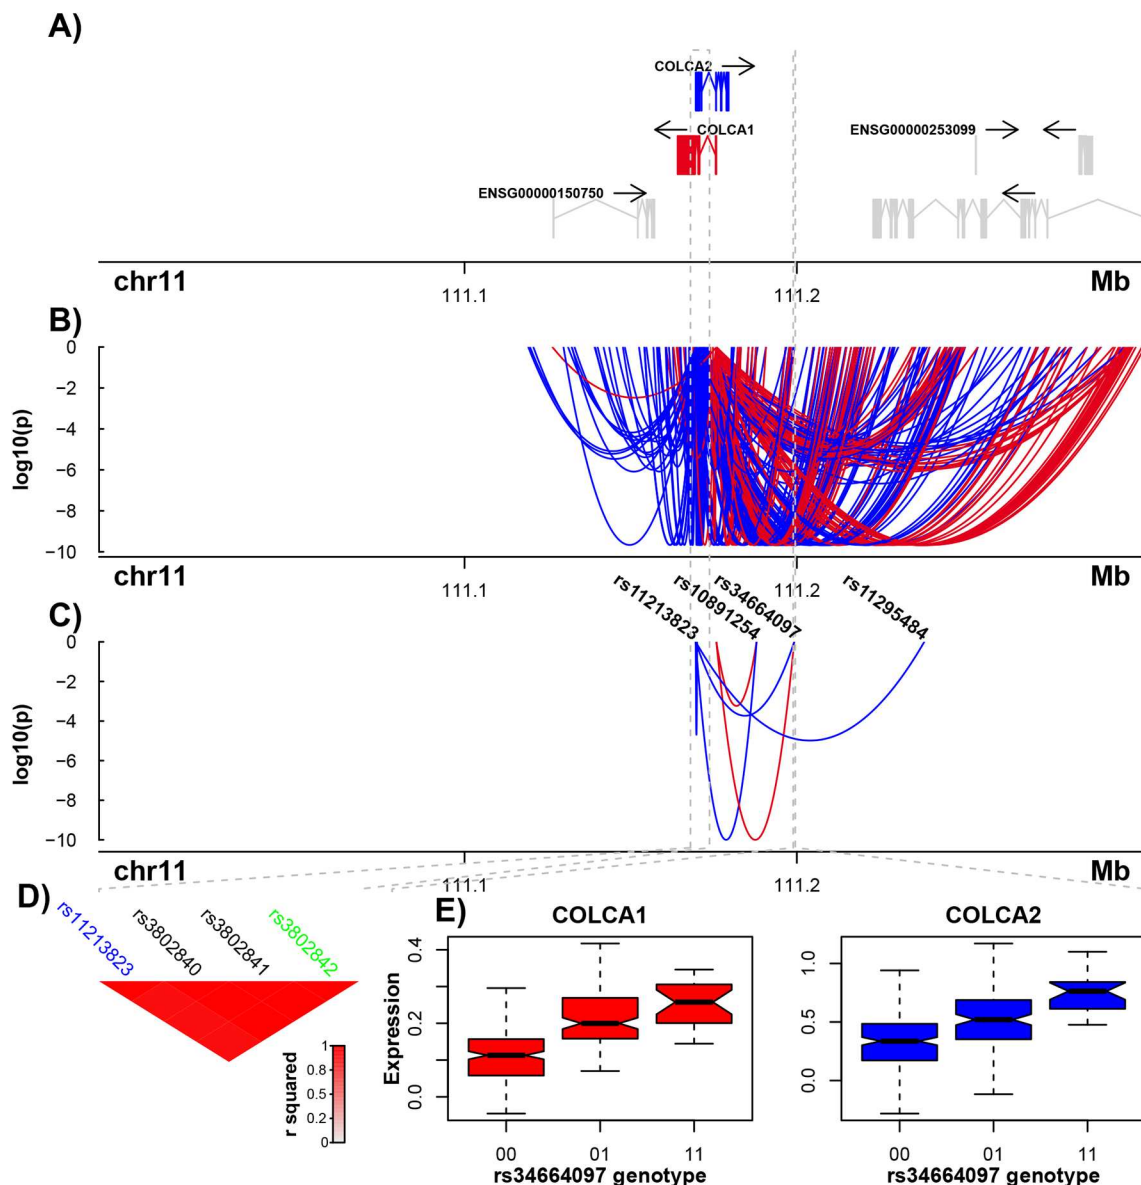 A)
COLCA2
COLCA1
ENSG00000253099
ENSG00000150750
chr11
111.1
111.2
Mb
B)
log10(p)
0
−2
−4
−6
−8
−10
chr11
111.1
111.2
Mb
C)
rs11213823
rs10891254
rs34664097
rs11295484
log10(p)
0
−2
−4
−6
−8
−10
chr11
111.1
111.2
Mb
D)
rs11213823
rs3802840
rs3802841
rs3802842
r squared
1
0.8
0.5
0.2
0
E)
COLCA1
Expression
0.4
0.2
0.0
00
01
11
rs34664097 genotype
COLCA2
1.0
0.5
0.0
00
01
11
rs34664097 genotype